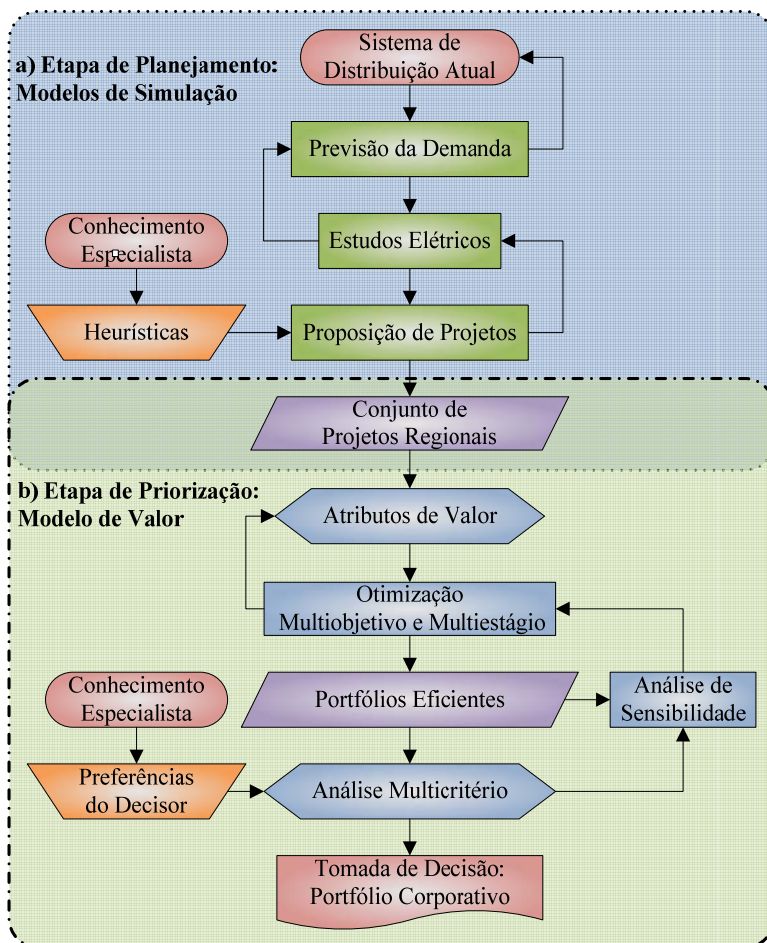 a) Etapa de Planejamento:
Modelos de Simulação
Sistema de
Distribuição Atual
Previsão da Demanda
Conhecimento
Especialista
Estudos Elétricos
Heurísticas
Proposição de Projetos
Conjunto de
Projetos Regionais
b) Etapa de Priorização:
Modelo de Valor
Atributos de Valor
Otimização
Multiobjetivo e Multiestágio
Conhecimento
Especialista
Portfólios Eficientes
Análise de
Sensibilidade
Preferências
do Decisor
Análise Multicritério
Tomada de Decisão:
Portfólio Corporativo